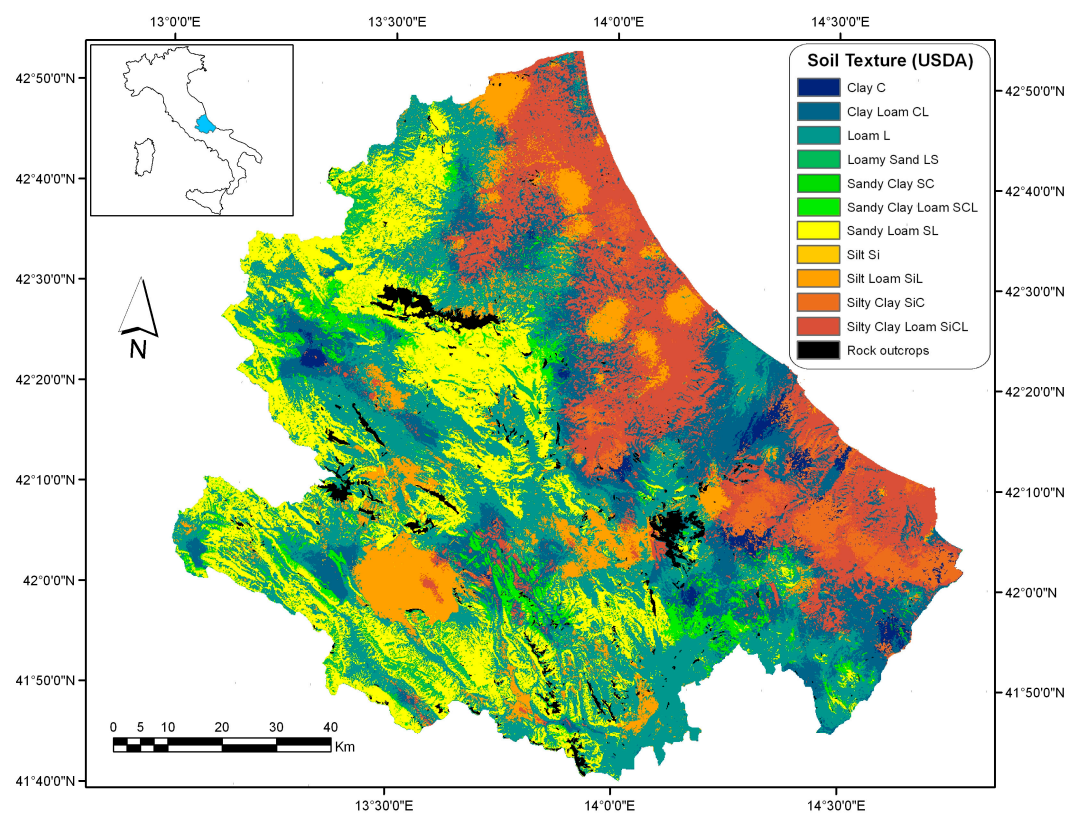 13°0'0"E
13°30'0"E
14°0'0"E
14°30'0"E
42°50'0"N
42°40'0"N
42°30'0"N
42°20'0"N
42°10'0"N
42°0'0"N
41°50'0"N
41°40'0"N
N
Soil Texture (USDA)
Clay C
Clay Loam CL
Loam L
Loamy Sand LS
Sandy Clay SC
Sandy Clay Loam SCL
Sandy Loam SL
Silt Si
Silt Loam SiL
Silty Clay SiC
Silty Clay Loam SiCL
Rock outcrops
42°50'0"N
42°40'0"N
42°30'0"N
42°20'0"N
42°10'0"N
42°0'0"N
41°50'0"N
0 5 10 20 30 40
Km
13°30'0"E
14°0'0"E
14°30'0"E